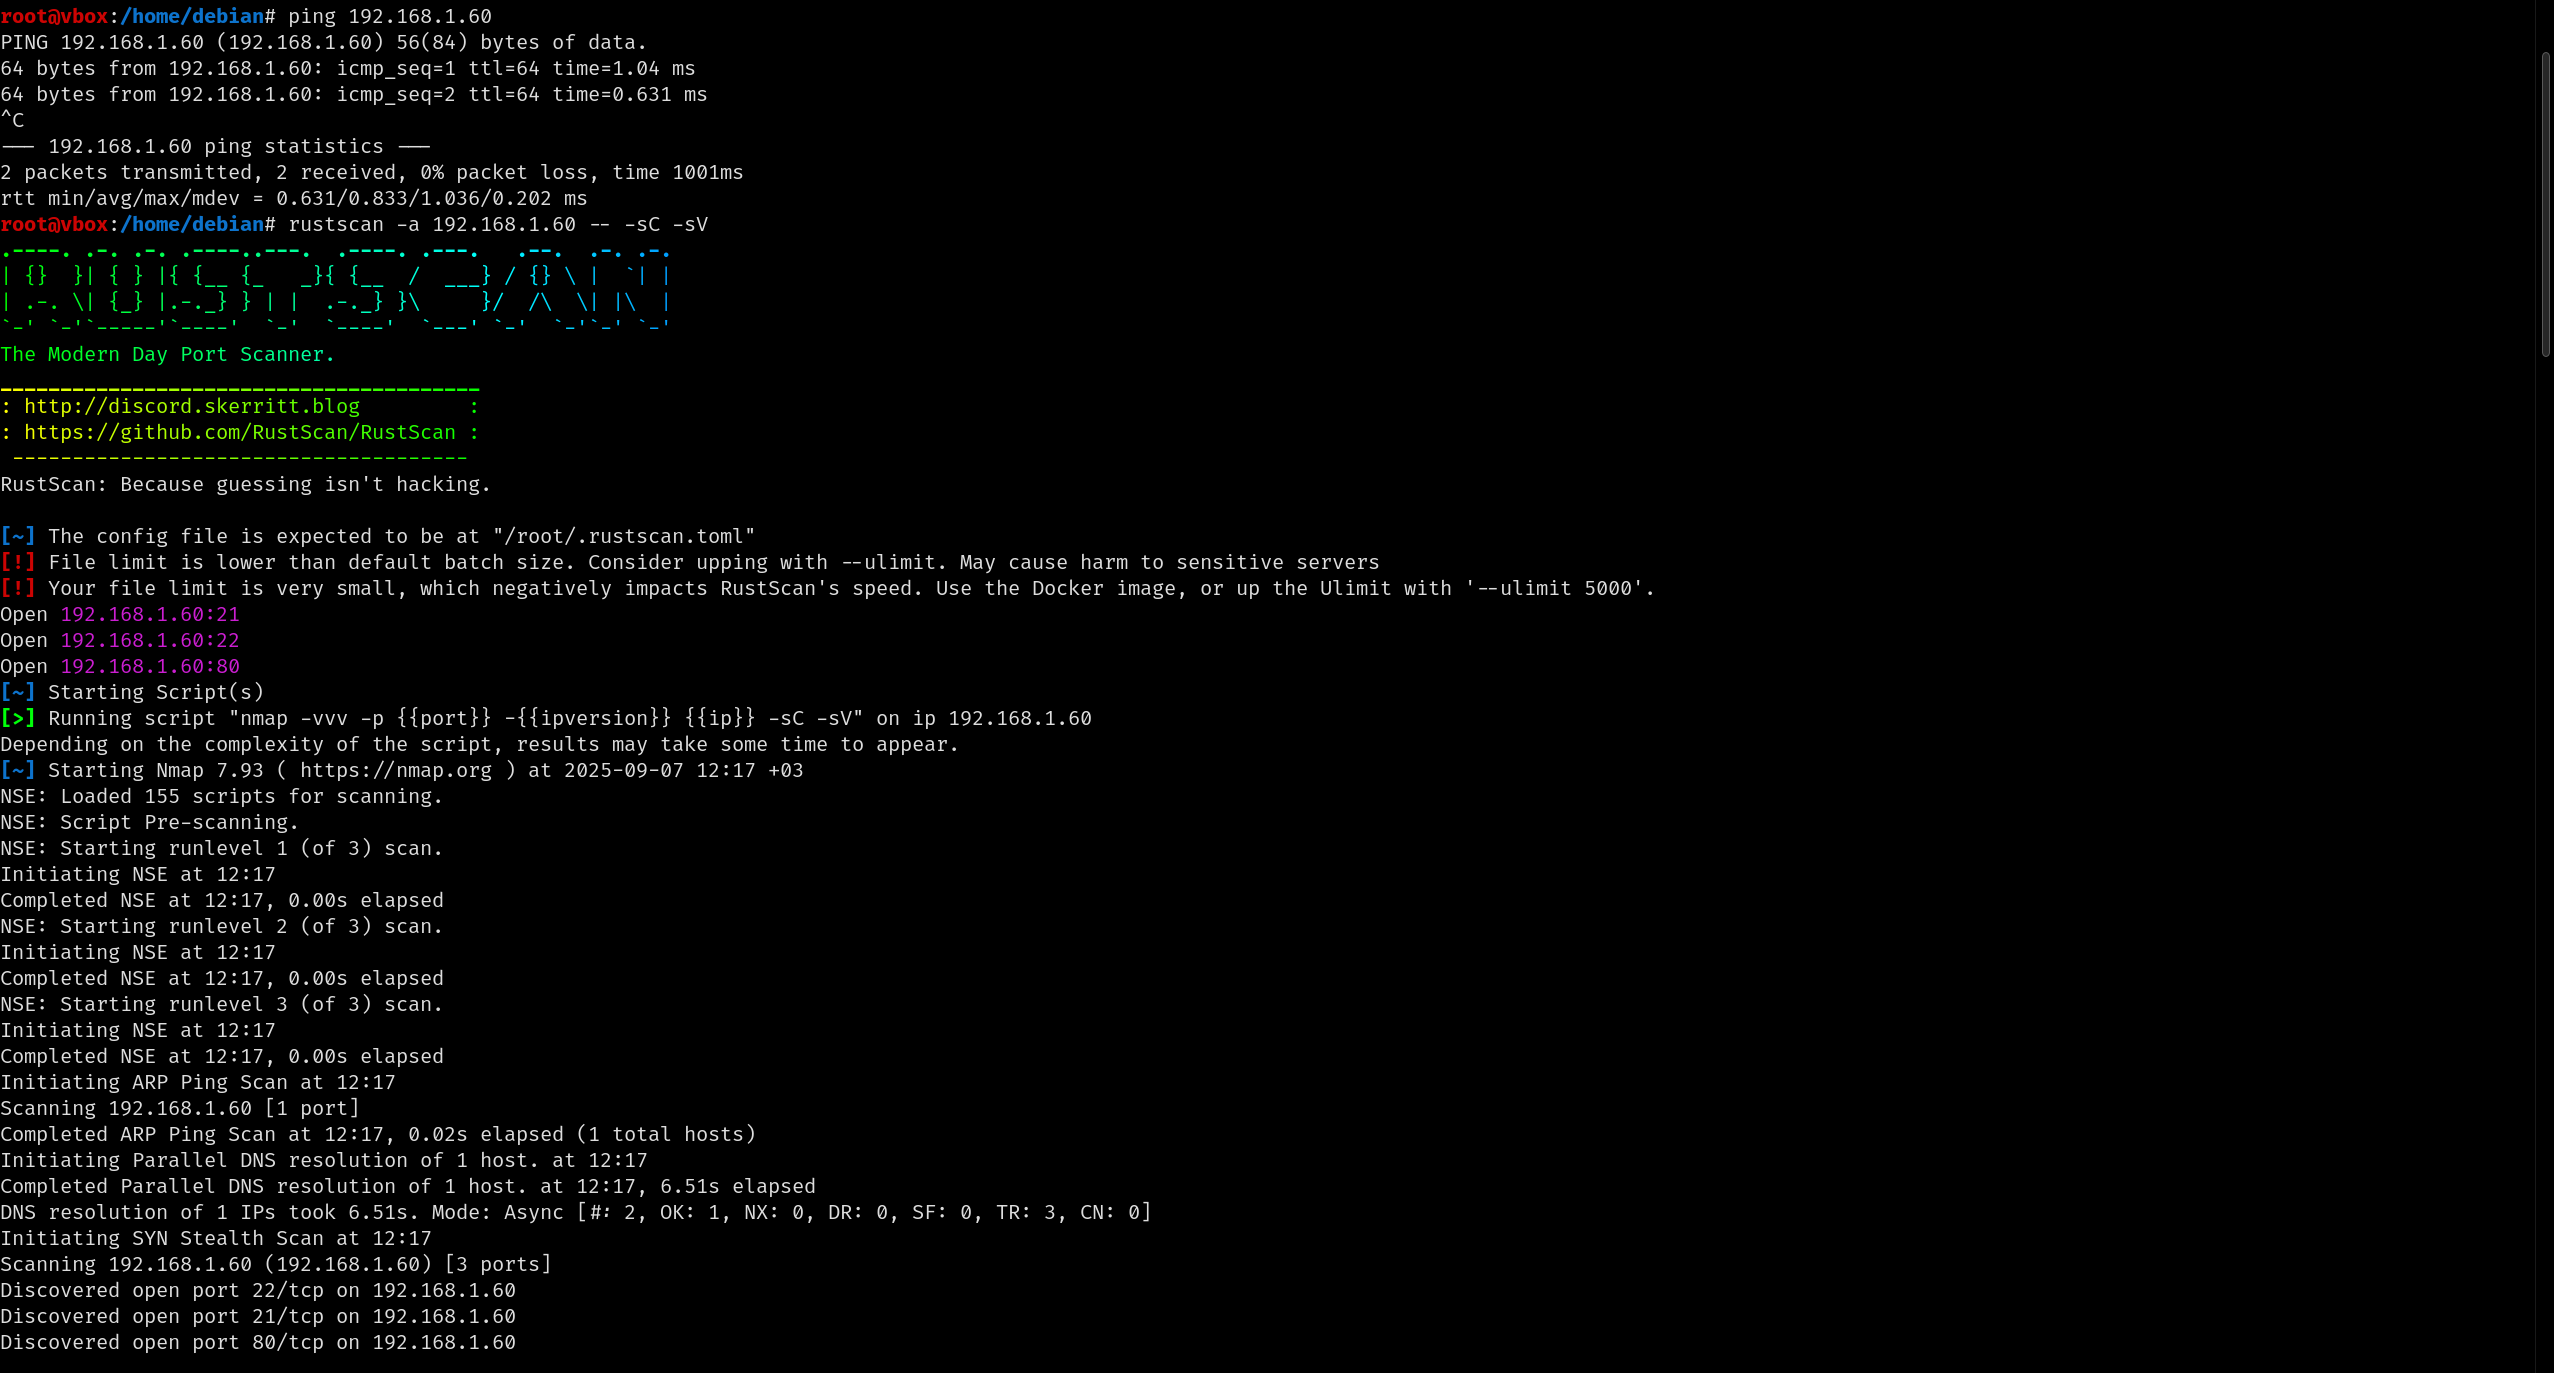 root@vbox:/home/debian# ping 192.168.1.60
PING 192.168.1.60 (192.168.1.60) 56(84) bytes of data.
64 bytes from 192.168.1.60: icmp_seq=1 ttl=64 time=1.04 ms
64 bytes from 192.168.1.60: icmp_seq=2 ttl=64 time=0.631 ms
^C
--- 192.168.1.60 ping statistics ---
2 packets transmitted, 2 received, 0% packet loss, time 1001ms
rtt min/avg/max/mdev = 0.631/0.833/1.036/0.202 ms
root@vbox:/home/debian# rustscan -a 192.168.1.60 -- -sC -sV
.----. .-. .-. .----..---.  .----. .---.   .--.  .-. .-.
| {}  }| { } |{ {__ {_   _}{ {__  /  ___} / {} \ |  `| |
| .-. \| {_} |.-._} } | |  .-._} }\     }/  /\  \| |\  |
`-' `-'`-----'`----'  `-'  `----'  `---' `-'  `-'`-' `-'
The Modern Day Port Scanner.
________________________________________
: http://discord.skerritt.blog         :
: https://github.com/RustScan/RustScan :
 --------------------------------------
RustScan: Because guessing isn't hacking.
[~] The config file is expected to be at "/root/.rustscan.toml"
[!] File limit is lower than default batch size. Consider upping with --ulimit. May cause harm to sensitive servers
[!] Your file limit is very small, which negatively impacts RustScan's speed. Use the Docker image, or up the Ulimit with '--ulimit 5000'.
Open 192.168.1.60:21
Open 192.168.1.60:22
Open 192.168.1.60:80
[~] Starting Script(s)
[>] Running script "nmap -vvv -p {{port}} -{{ipversion}} {{ip}} -sC -sV" on ip 192.168.1.60
Depending on the complexity of the script, results may take some time to appear.
[~] Starting Nmap 7.93 ( https://nmap.org ) at 2025-09-07 12:17 +03
NSE: Loaded 155 scripts for scanning.
NSE: Script Pre-scanning.
NSE: Starting runlevel 1 (of 3) scan.
Initiating NSE at 12:17
Completed NSE at 12:17, 0.00s elapsed
NSE: Starting runlevel 2 (of 3) scan.
Initiating NSE at 12:17
Completed NSE at 12:17, 0.00s elapsed
NSE: Starting runlevel 3 (of 3) scan.
Initiating NSE at 12:17
Completed NSE at 12:17, 0.00s elapsed
Initiating ARP Ping Scan at 12:17
Scanning 192.168.1.60 [1 port]
Completed ARP Ping Scan at 12:17, 0.02s elapsed (1 total hosts)
Initiating Parallel DNS resolution of 1 host. at 12:17
Completed Parallel DNS resolution of 1 host. at 12:17, 6.51s elapsed
DNS resolution of 1 IPs took 6.51s. Mode: Async [#: 2, OK: 1, NX: 0, DR: 0, SF: 0, TR: 3, CN: 0]
Initiating SYN Stealth Scan at 12:17
Scanning 192.168.1.60 (192.168.1.60) [3 ports]
Discovered open port 22/tcp on 192.168.1.60
Discovered open port 21/tcp on 192.168.1.60
Discovered open port 80/tcp on 192.168.1.60